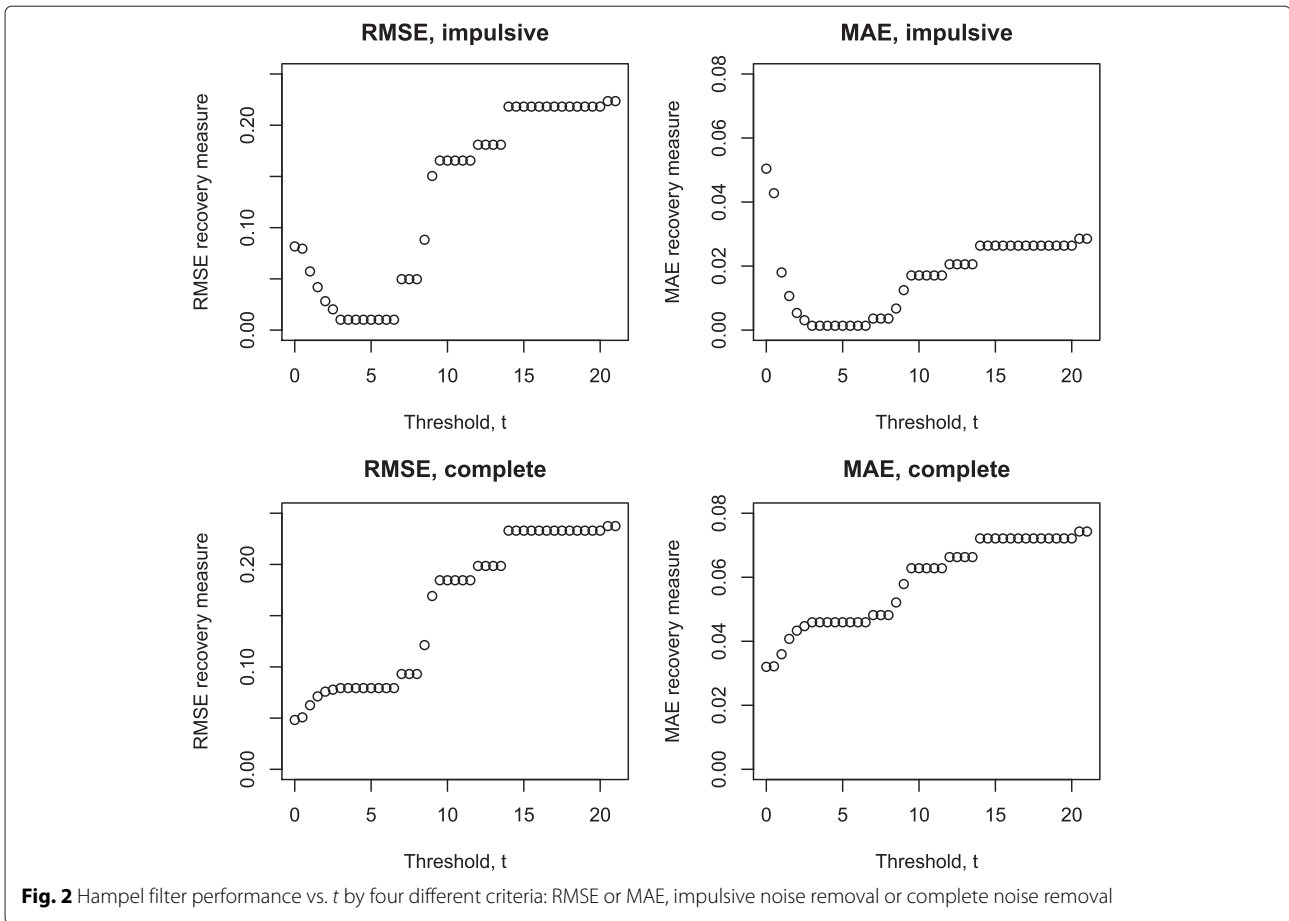 RMSE, impulsive
RMSE recovery measure
0.00 0.10 0.20
0 5 10 15 20
Threshold, t
MAE, impulsive
MAE recovery measure
0.00 0.02 0.04 0.06 0.08
0 5 10 15 20
Threshold, t
RMSE, complete
RMSE recovery measure
0.00 0.10 0.20
0 5 10 15 20
Threshold, t
MAE, complete
MAE recovery measure
0.00 0.02 0.04 0.06 0.08
0 5 10 15 20
Threshold, t
Fig. 2 Hampel filter performance vs. t by four different criteria: RMSE or MAE, impulsive noise removal or complete noise removal